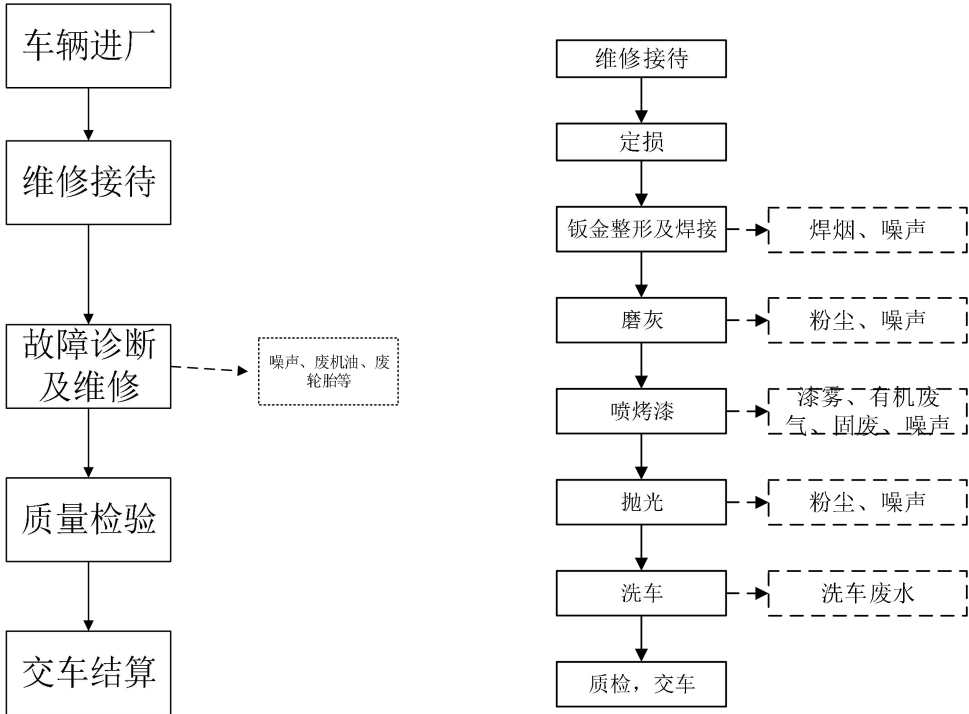 车辆进厂
维修接待
故障诊断
及维修
噪声、废机油、废
轮胎等
质量检验
交车结算
维修接待
定损
钣金整形及焊接
焊烟、噪声
磨灰
粉尘、噪声
喷烤漆
漆雾、有机废
气、固废、噪声
抛光
粉尘、噪声
洗车
洗车废水
质检，交车